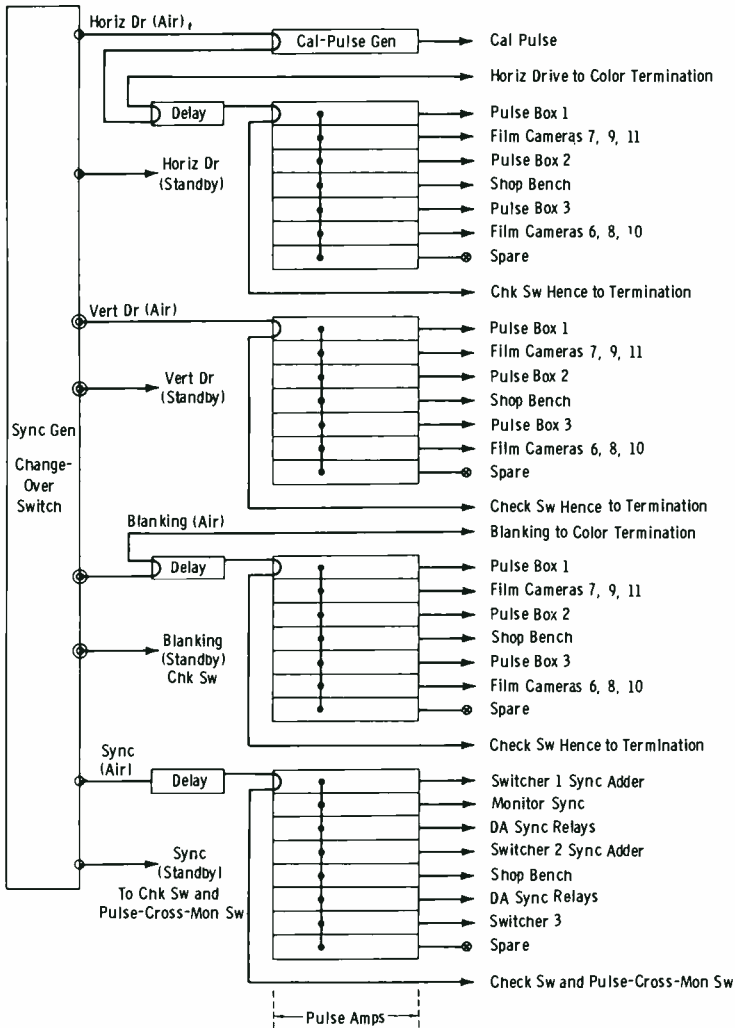 Horiz Dr (Air)
Cal-Pulse Gen
Cal Pulse
Horiz Drive to Color Termination
Delay
Pulse Box 1
Film Cameras 7, 9, 11
Horiz Dr
(Standby)
Pulse Box 2
Shop Bench
Pulse Box 3
Film Cameras 6, 8, 10
Spare
Chk Sw Hence to Termination
Vert Dr (Air)
Pulse Box 1
Film Cameras 7, 9, 11
Vert Dr
(Standby)
Pulse Box 2
Shop Bench
Pulse Box 3
Film Cameras 6, 8, 10
Spare
Sync Gen
Change-
Over
Switch
Check Sw Hence to Termination
Blanking (Air)
Blanking to Color Termination
Delay
Pulse Box 1
Film Cameras 7, 9, 11
Pulse Box 2
Blanking
(Standby)
Chk Sw
Shop Bench
Pulse Box 3
Film Cameras 6, 8, 10
Spare
Check Sw Hence to Termination
Sync
(Air)
Delay
Switcher 1 Sync Adder
Monitor Sync
DA Sync Relays
Switcher 2 Sync Adder
Sync
(Standby)
To Chk Sw and
Pulse-Cross-Mon Sw
Shop Bench
DA Sync Relays
Switcher 3
Spare
Check Sw and Pulse-Cross-Mon Sw
Pulse Amps